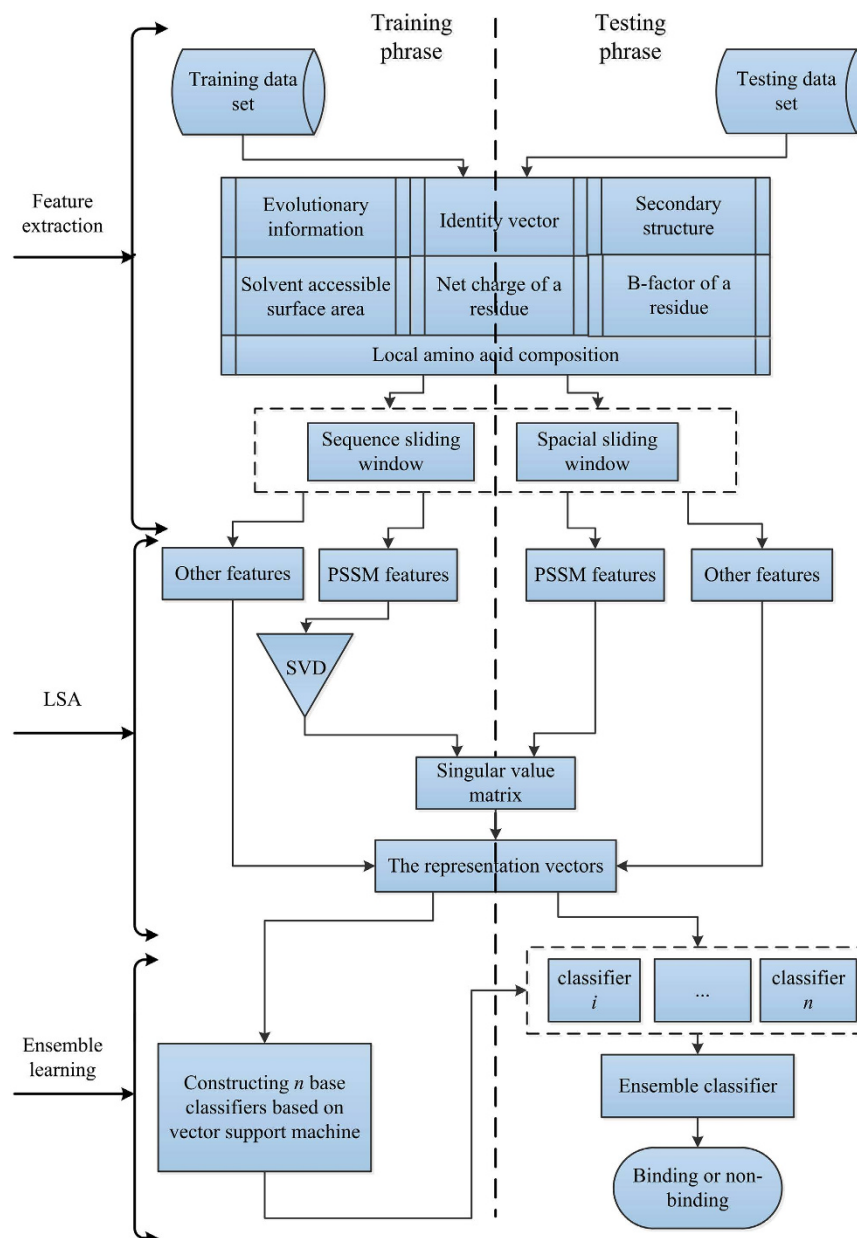 Training
phrase
Testing
phrase
Training data
set
Testing data
set
Feature
extraction
Evolutionary
information
Identity vector
Secondary
structure
Solvent accessible
surface area
Net charge of a
residue
B-factor of a
residue
Local amino acid composition
Sequence sliding
window
Spacial sliding
window
Other features
PSSM features
PSSM features
Other features
SVD
LSA
Singular value
matrix
The representation vectors
classifier
i
...
classifier
n
Ensemble
learning
Constructing n base
classifiers based on
vector support machine
Ensemble classifier
Binding or non-
binding